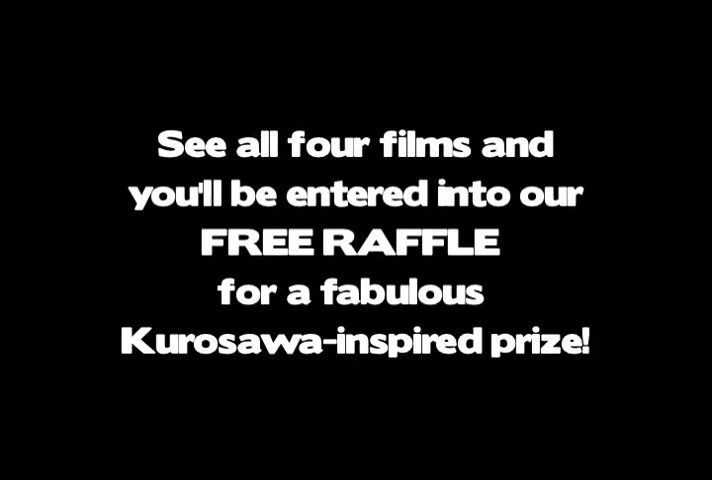 See all four films and
you'll be entered into our
FREE RAFFLE
for a fabulous
Kurosawa-inspired prize!